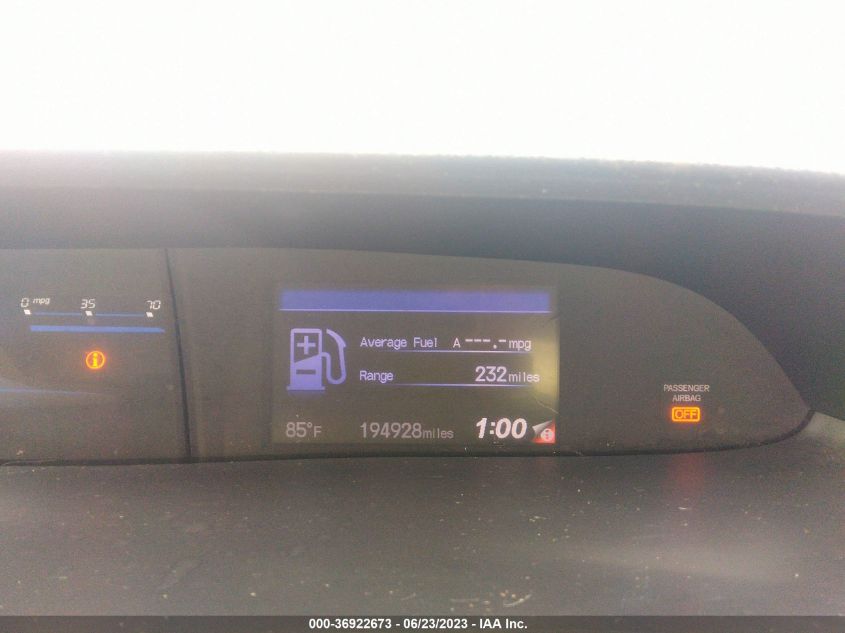 0 mpg 35 70
Average Fuel A ---.- mpg
Range 232 miles
85°F 194928 miles 1:00
PASSENGER
AIRBAG
OFF
000-36922673 - 06/23/2023 - IAA Inc.